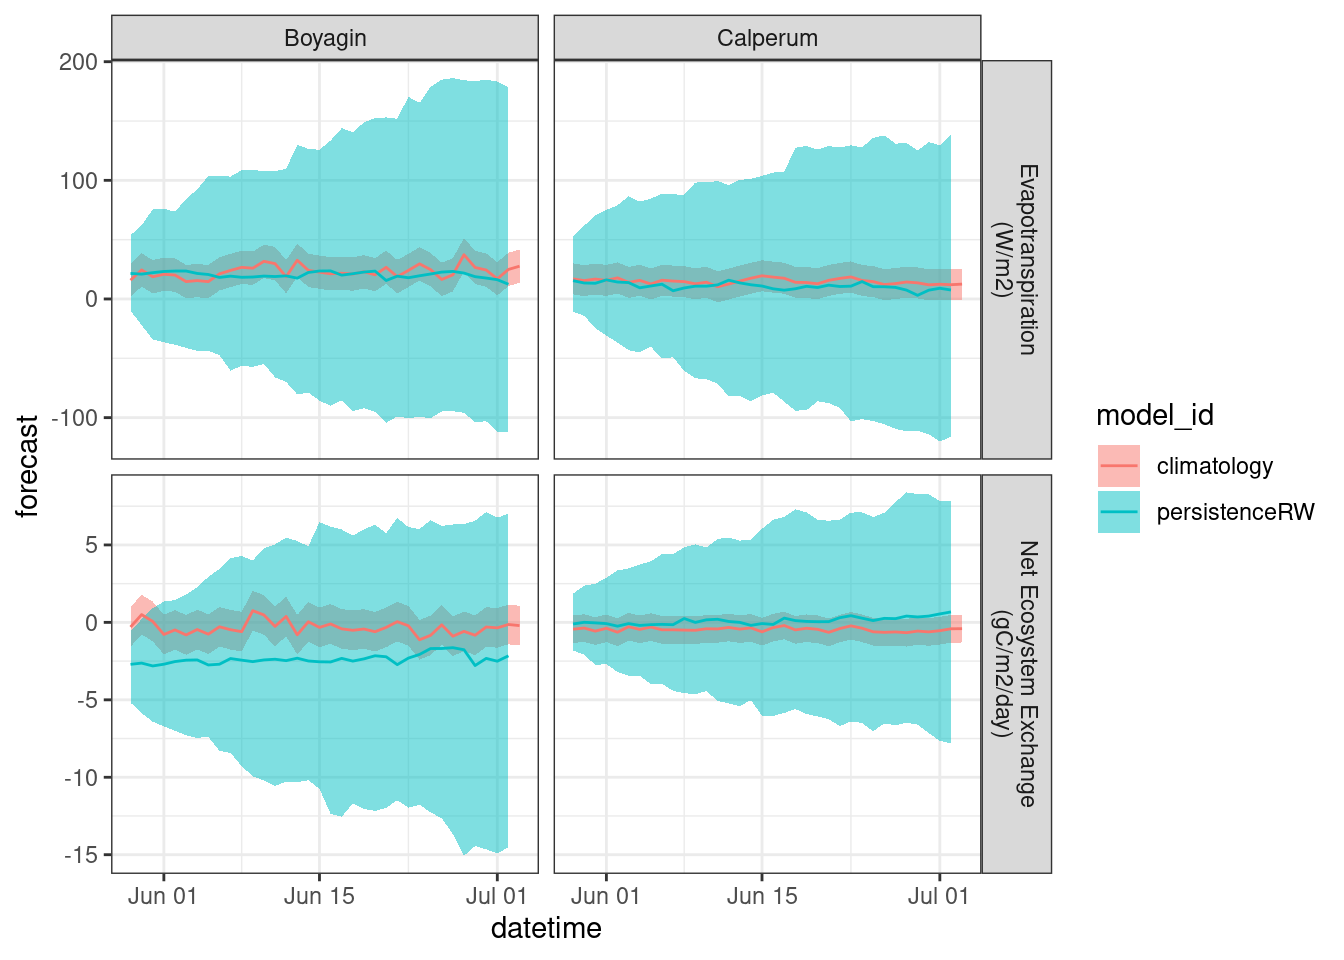 Boyagin
Calperum
200
100
0
-100
Evapotranspiration
(W/m2)
5
0
-5
-10
-15
Net Ecosystem Exchange
(gC/m2/day)
Jun 01
Jun 15
Jul 01
Jun 01
Jun 15
Jul 01
datetime
forecast
model_id
climatology
persistenceRW